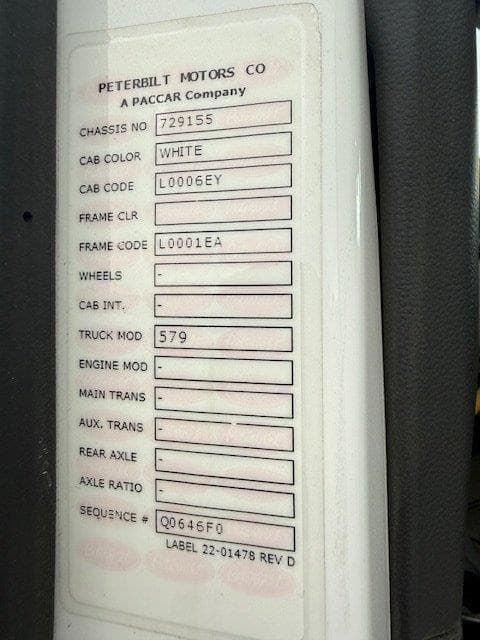 PETERBILT MOTORS CO
A PACCAR Company
CHASSIS NO 729155
CAB COLOR WHITE
CAB CODE L0006EY
FRAME CLR
FRAME CODE L0001EA
WHEELS -
CAB INT. -
TRUCK MOD 579
ENGINE MOD -
MAIN TRANS -
AUX. TRANS -
REAR AXLE -
AXLE RATIO -
SEQUENCE # Q0646F0
LABEL 22-01478 REV D